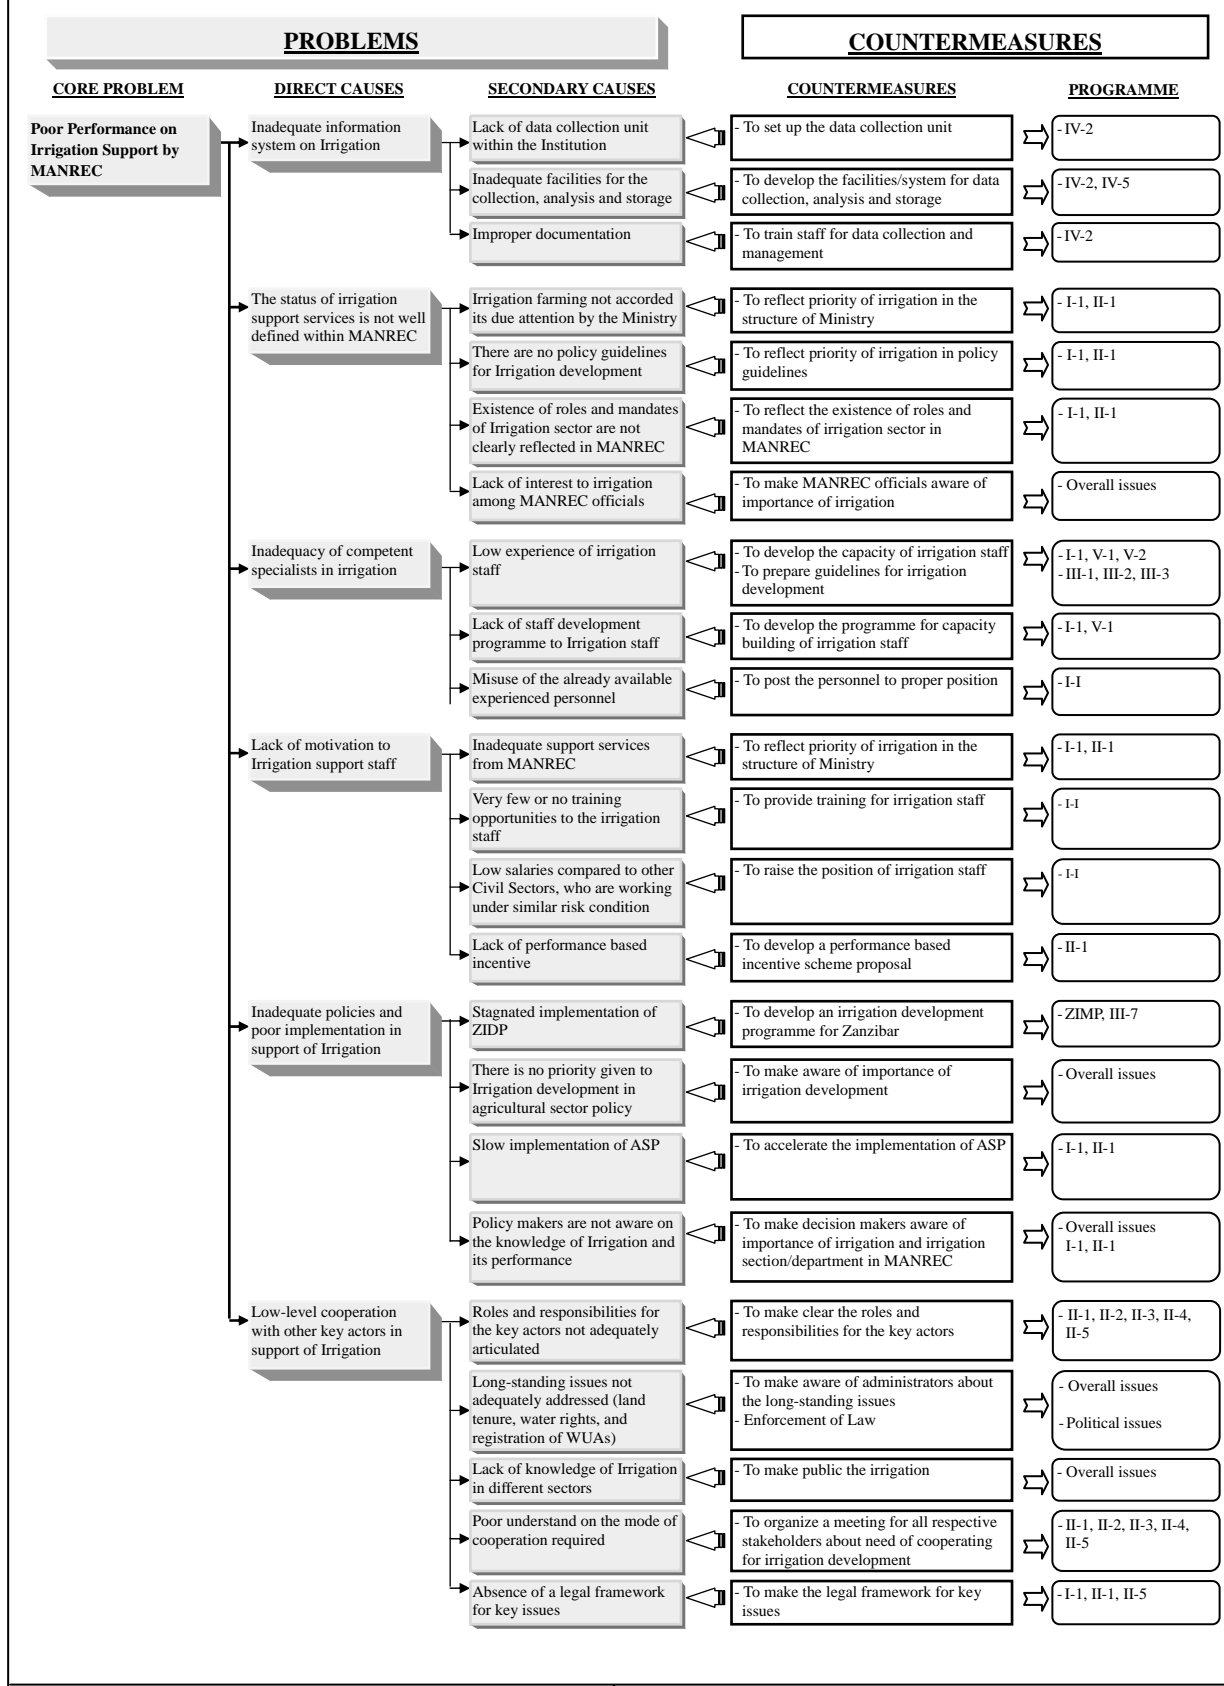 PROBLEMS
COUNTERMEASURES
CORE PROBLEM
DIRECT CAUSES
SECONDARY CAUSES
COUNTERMEASURES
PROGRAMME
Poor Performance on
Irrigation Support by
MANREC
Inadequate information
system on Irrigation
Lack of data collection unit
within the Institution
- To set up the data collection unit
- IV-2
Inadequate facilities for the
collection, analysis and storage
- To develop the facilities/system for data
collection, analysis and storage
- IV-2, IV-5
Improper documentation
- To train staff for data collection and
management
- IV-2
The status of irrigation
support services is not well
defined within MANREC
Irrigation farming not accorded
its due attention by the Ministry
- To reflect priority of irrigation in the
structure of Ministry
- I-1, II-1
There are no policy guidelines
for Irrigation development
- To reflect priority of irrigation in policy
guidelines
- I-1, II-1
Existence of roles and mandates
of Irrigation sector are not
clearly reflected in MANREC
- To reflect the existence of roles and
mandates of irrigation sector in
MANREC
- I-1, II-1
Lack of interest to irrigation
among MANREC officials
- To make MANREC officials aware of
importance of irrigation
- Overall issues
Inadequacy of competent
specialists in irrigation
Low experience of irrigation
staff
- To develop the capacity of irrigation staff
- To prepare guidelines for irrigation
development
- I-1, V-1, V-2
- III-1, III-2, III-3
Lack of staff development
programme to Irrigation staff
- To develop the programme for capacity
building of irrigation staff
- I-1, V-1
Misuse of the already available
experienced personnel
- To post the personnel to proper position
- I-I
Lack of motivation to
Irrigation support staff
Inadequate support services
from MANREC
- To reflect priority of irrigation in the
structure of Ministry
- I-1, II-1
Very few or no training
opportunities to the irrigation
staff
- To provide training for irrigation staff
- I-I
Low salaries compared to other
Civil Sectors, who are working
under similar risk condition
- To raise the position of irrigation staff
- I-I
Lack of performance based
incentive
- To develop a performance based
incentive scheme proposal
- II-1
Inadequate policies and
poor implementation in
support of Irrigation
Stagnated implementation of
ZIDP
- To develop an irrigation development
programme for Zanzibar
- ZIMP, III-7
There is no priority given to
Irrigation development in
agricultural sector policy
- To make aware of importance of
irrigation development
- Overall issues
Slow implementation of ASP
- To accelerate the implementation of ASP
- I-1, II-1
Policy makers are not aware on
the knowledge of Irrigation and
its performance
- To make decision makers aware of
importance of irrigation and irrigation
section/department in MANREC
- Overall issues
I-1, II-1
Low-level cooperation
with other key actors in
support of Irrigation
Roles and responsibilities for
the key actors not adequately
articulated
- To make clear the roles and
responsibilities for the key actors
- II-1, II-2, II-3, II-4,
II-5
Long-standing issues not
adequately addressed (land
tenure, water rights, and
registration of WUAs)
- To make aware of administrators about
the long-standing issues
- Enforcement of Law
- Overall issues
- Political issues
Lack of knowledge of Irrigation
in different sectors
- To make public the irrigation
- Overall issues
Poor understand on the mode of
cooperation required
- To organize a meeting for all respective
stakeholders about need of cooperating
for irrigation development
- II-1, II-2, II-3, II-4,
II-5
Absence of a legal framework
for key issues
- To make the legal framework for key
issues
- I-1, II-1, II-5